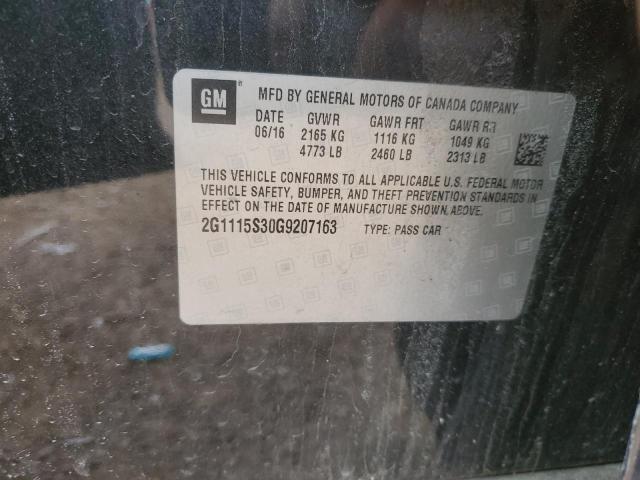 GM ®
MFD BY GENERAL MOTORS OF CANADA COMPANY
DATE GVWR GAWR FRT GAWR RR
06/16 2165 KG 1116 KG 1049 KG
4773 LB 2460 LB 2313 LB
THIS VEHICLE CONFORMS TO ALL APPLICABLE U.S. FEDERAL MOTOR
VEHICLE SAFETY, BUMPER, AND THEFT PREVENTION STANDARDS IN
EFFECT ON THE DATE OF MANUFACTURE SHOWN ABOVE.
2G1115S30G9207163 TYPE: PASS CAR